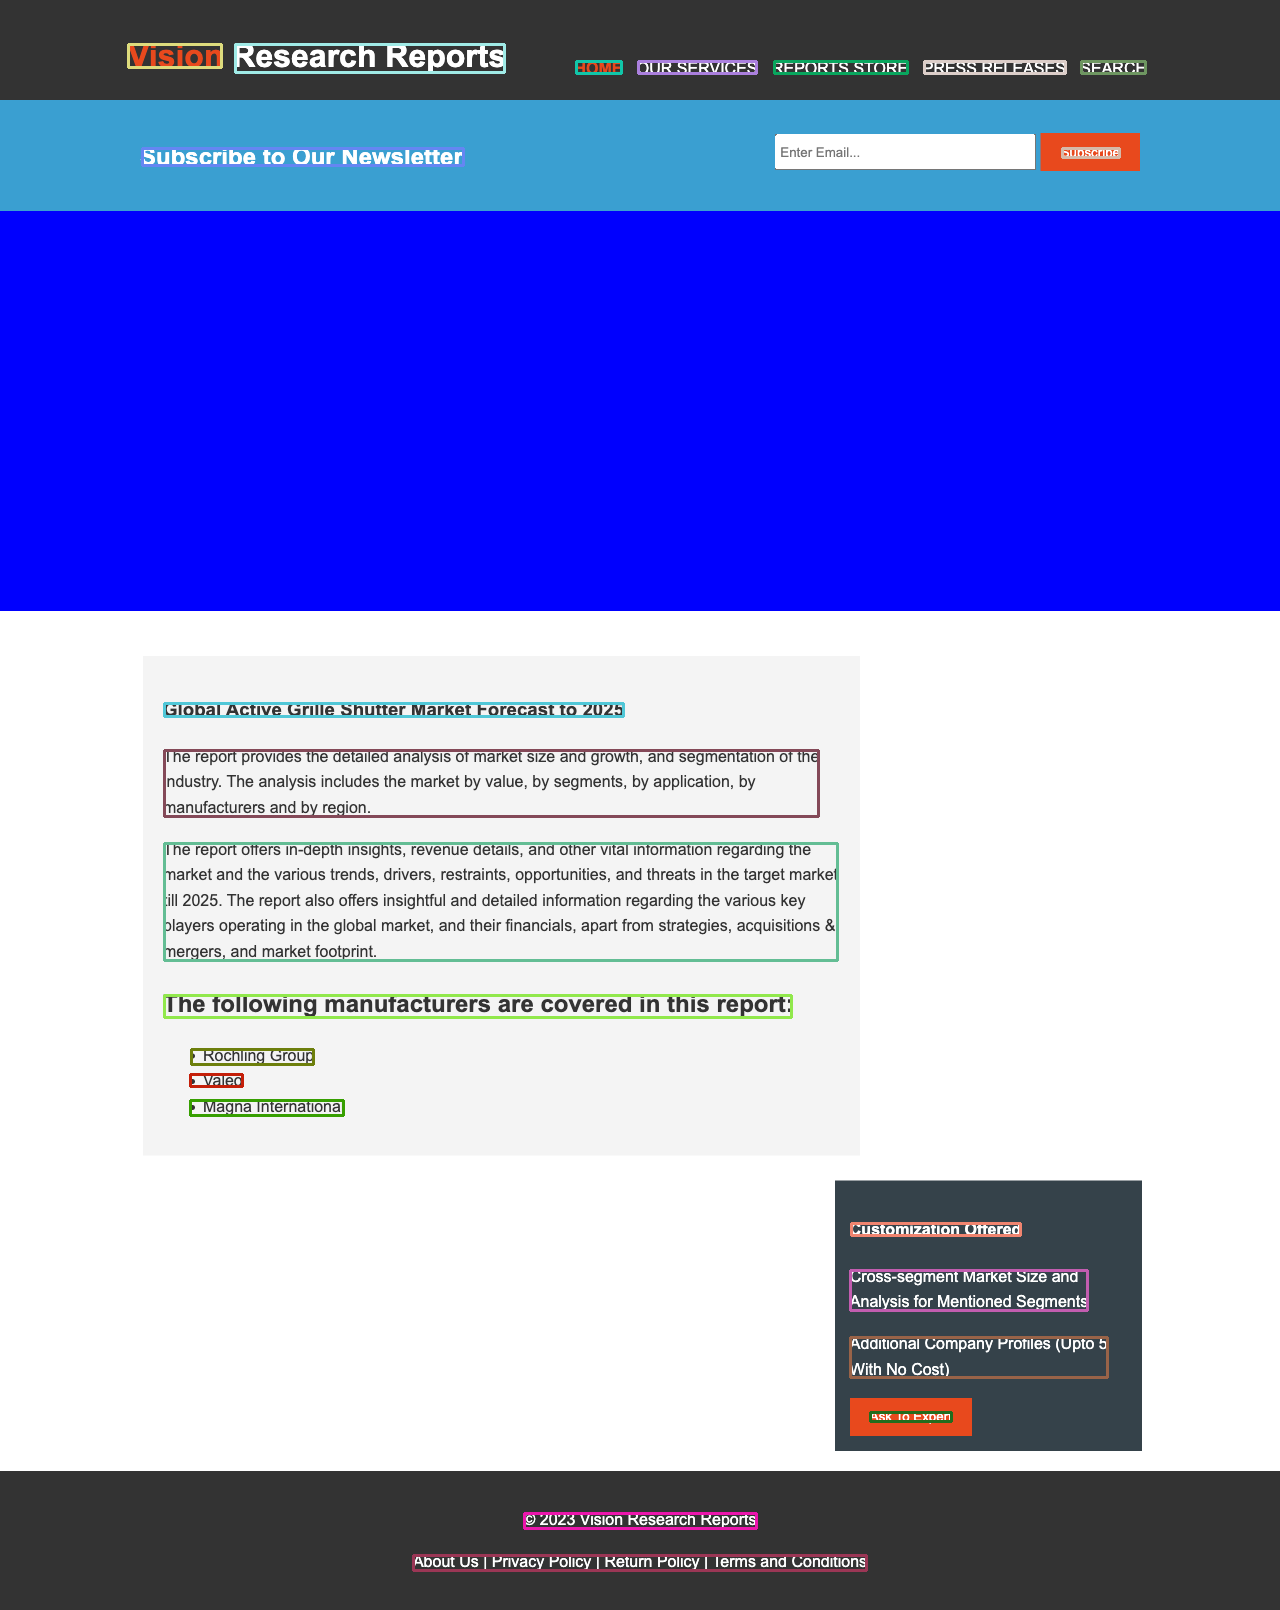 Vision Research Reports
HOME OUR SERVICES REPORTS STORE PRESS RELEASES SEARCH
Subscribe to Our Newsletter
Enter Email...
Subscribe
Global Active Grille Shutter Market Forecast to 2025
The report provides the detailed analysis of market size and growth, and segmentation of the
industry. The analysis includes the market by value, by segments, by application, by
manufacturers and by region.
The report offers in-depth insights, revenue details, and other vital information regarding the
market and the various trends, drivers, restraints, opportunities, and threats in the target market
till 2025. The report also offers insightful and detailed information regarding the various key
players operating in the global market, and their financials, apart from strategies, acquisitions &
mergers, and market footprint.
The following manufacturers are covered in this report:
• Rochling Group
• Valeo
• Magna International
Customization Offered
Cross-segment Market Size and
Analysis for Mentioned Segments
Additional Company Profiles (Upto 5
With No Cost)
Ask To Expert
© 2023 Vision Research Reports
About Us | Privacy Policy | Return Policy | Terms and Conditions